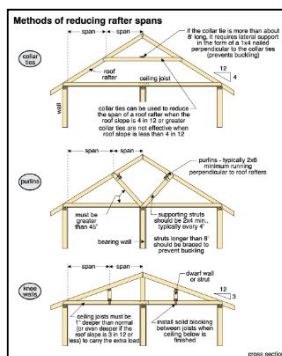 Methods of reducing rafter spans
span
span
if the collar tie is more than about
8' long, it requires lateral support
in the form of a 1x4 nailed
perpendicular to the collar ties
(prevents buckling)
collar
ties
roof
rafter
ceiling joist
12
4
wall
collar ties can be used to reduce
the span of a roof rafter when the
roof slope is 4 in 12 or greater
collar ties are not effective when
roof slope is less than 4 in 12
span
span
purlins - typically 2x6
minimum running
perpendicular to roof rafters
purlins
must be
greater
than 45°
supporting struts
should be 2x4 min.,
typically every 4'
bearing wall
struts longer than 8'
should be braced to
prevent buckling
span
span
dwarf wall
or strut
knee
walls
12
3
ceiling joists must be
1" deeper than normal
(or even deeper if the
roof slope is 3 in 12 or
less) to carry the extra load
install solid blocking
between joists when
ceiling below is
finished
cross section